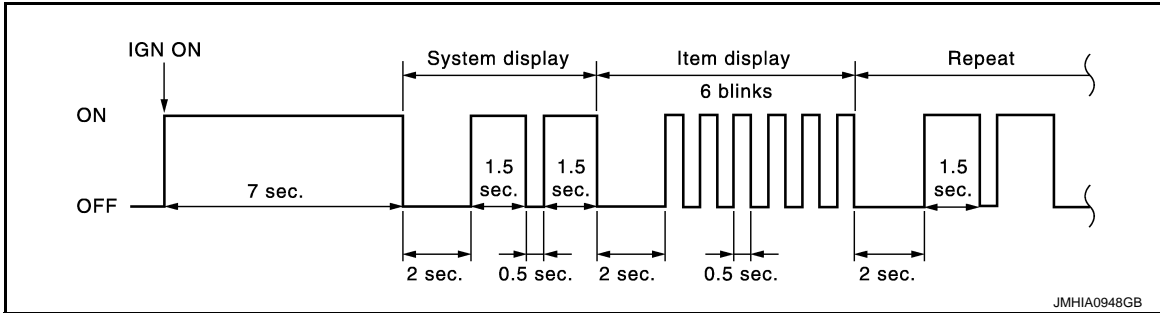 IGN ON
System display
Item display
Repeat
6 blinks
ON
1.5 sec.
1.5 sec.
1.5 sec.
7 sec.
OFF
2 sec.
0.5 sec.
2 sec.
0.5 sec.
2 sec.
JMHIA0948GB